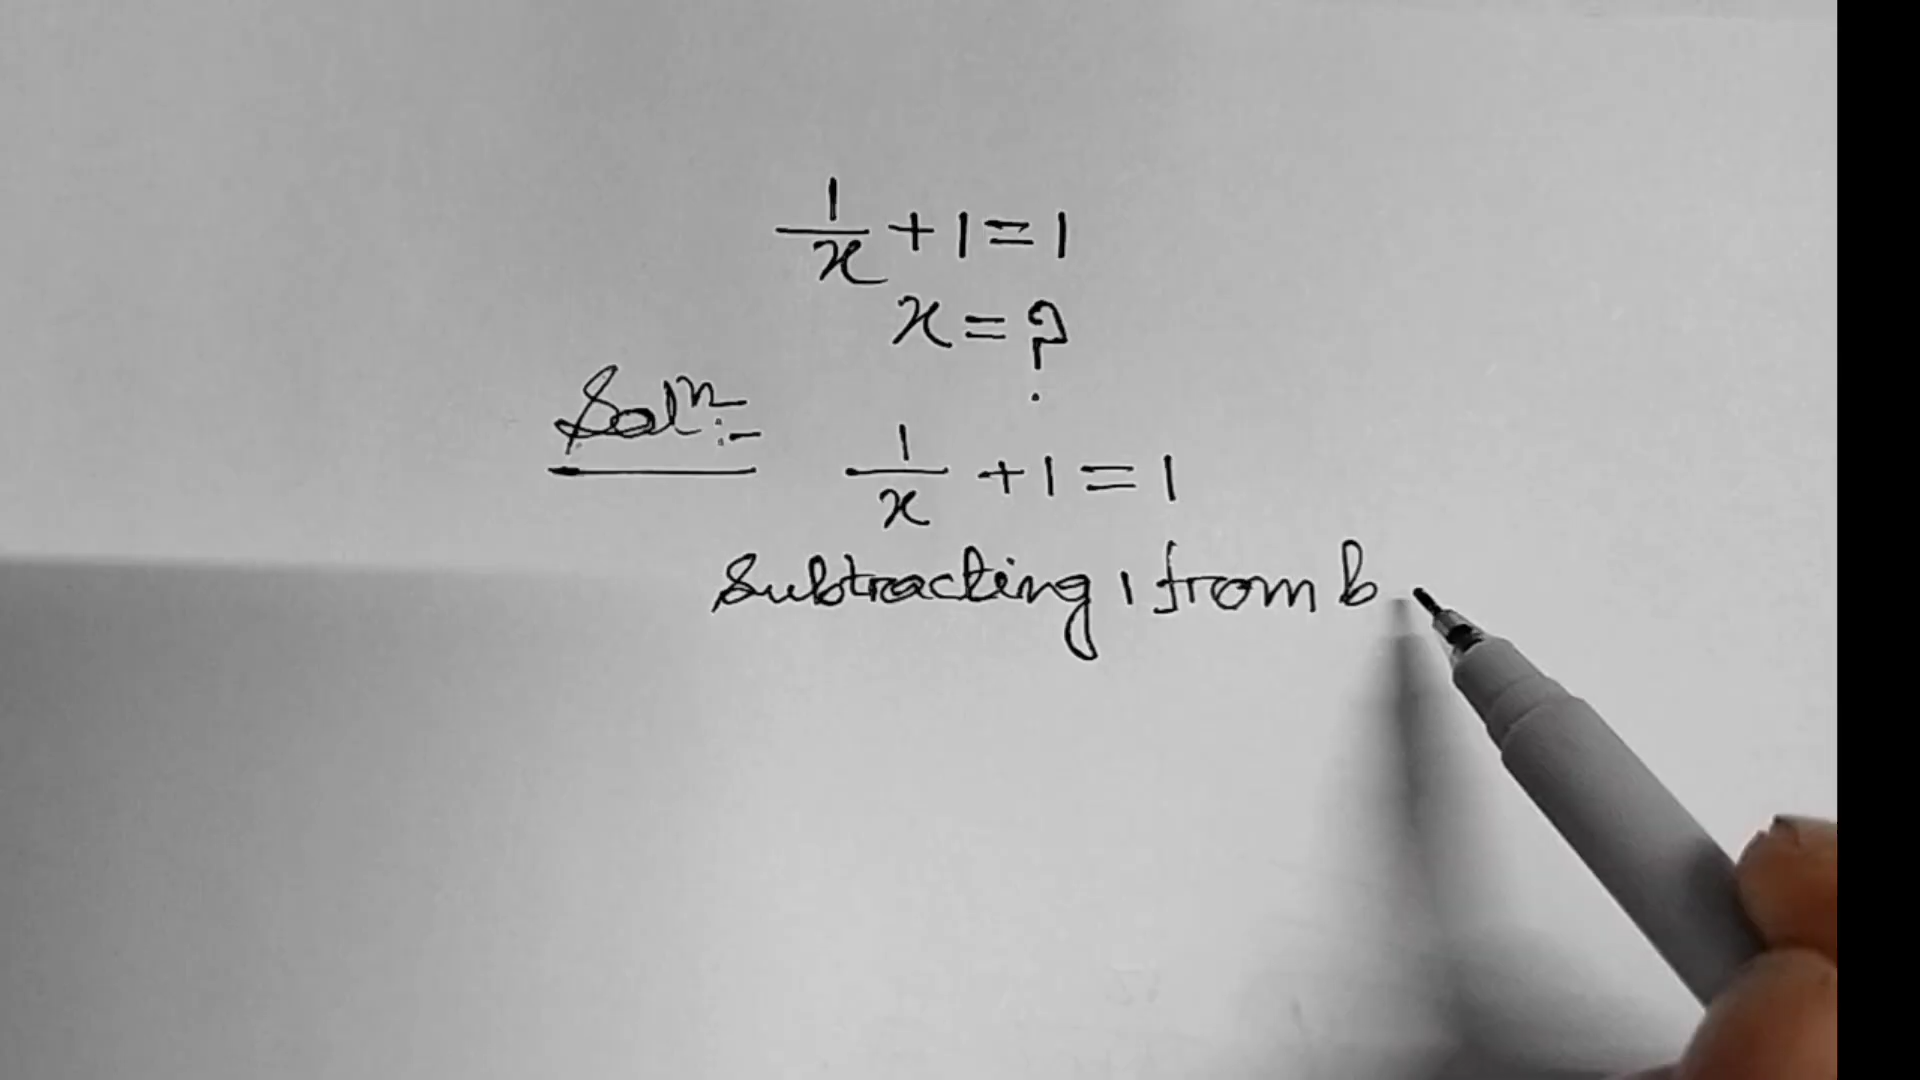 1/x + 1 = 1
x = ?
Solⁿ:-
1/x + 1 = 1
Subtracting 1 from b